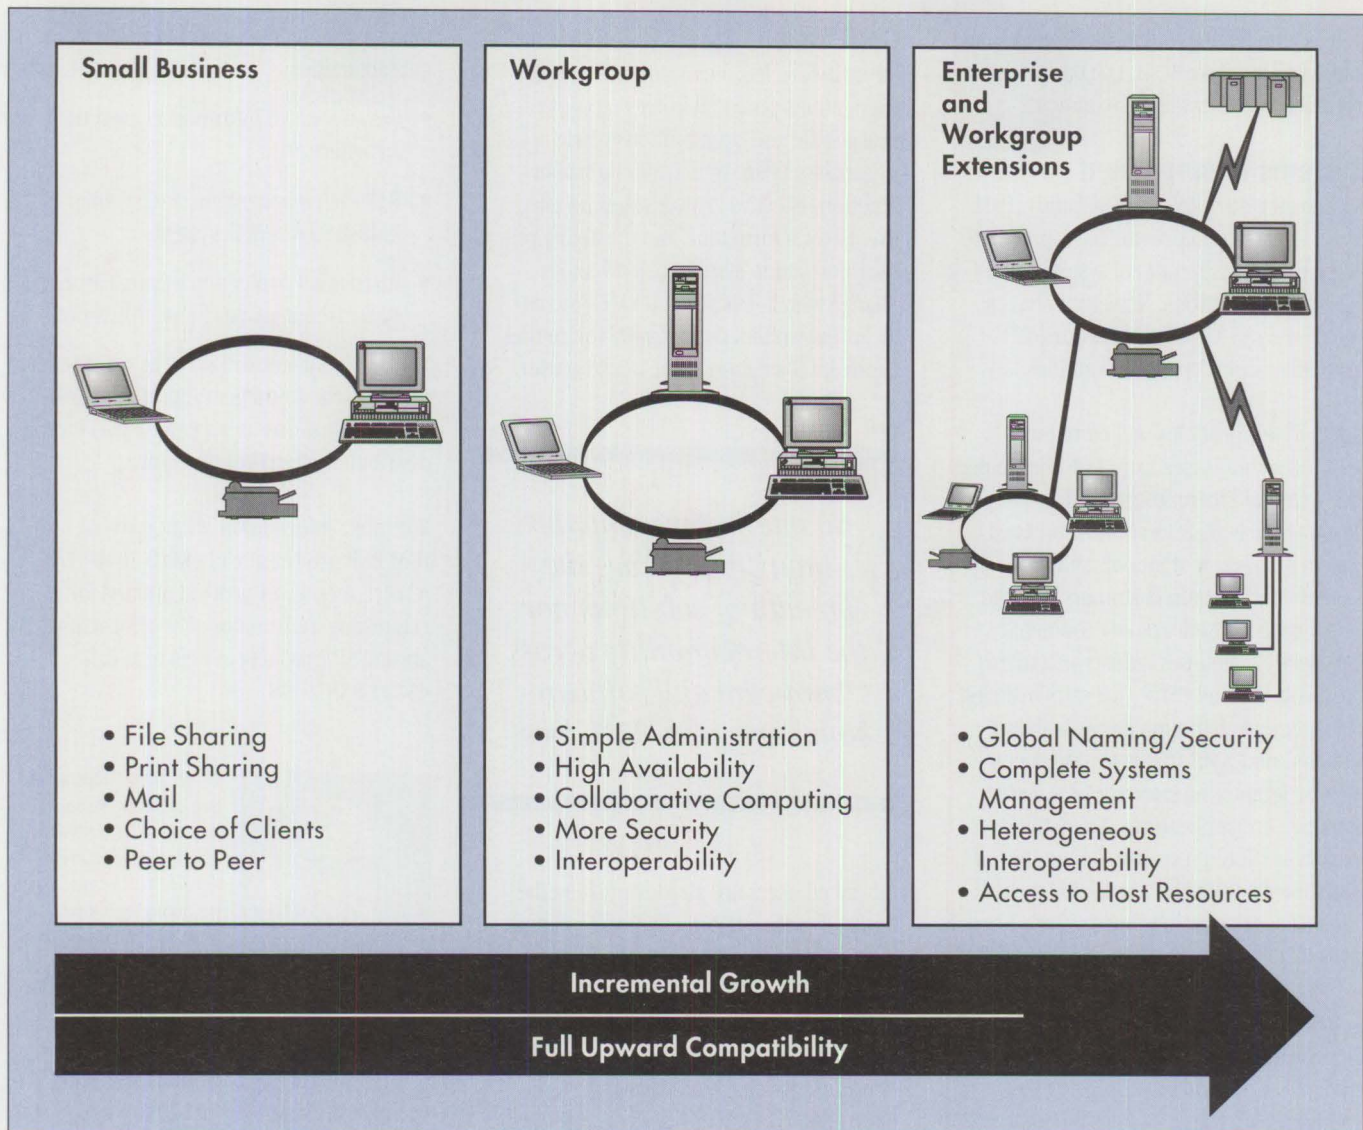 Small Business
• File Sharing
• Print Sharing
• Mail
• Choice of Clients
• Peer to Peer
Workgroup
• Simple Administration
• High Availability
• Collaborative Computing
• More Security
• Interoperability
Enterprise
and
Workgroup
Extensions
• Global Naming/Security
• Complete Systems
Management
• Heterogeneous
Interoperability
• Access to Host Resources
Incremental Growth
Full Upward Compatibility